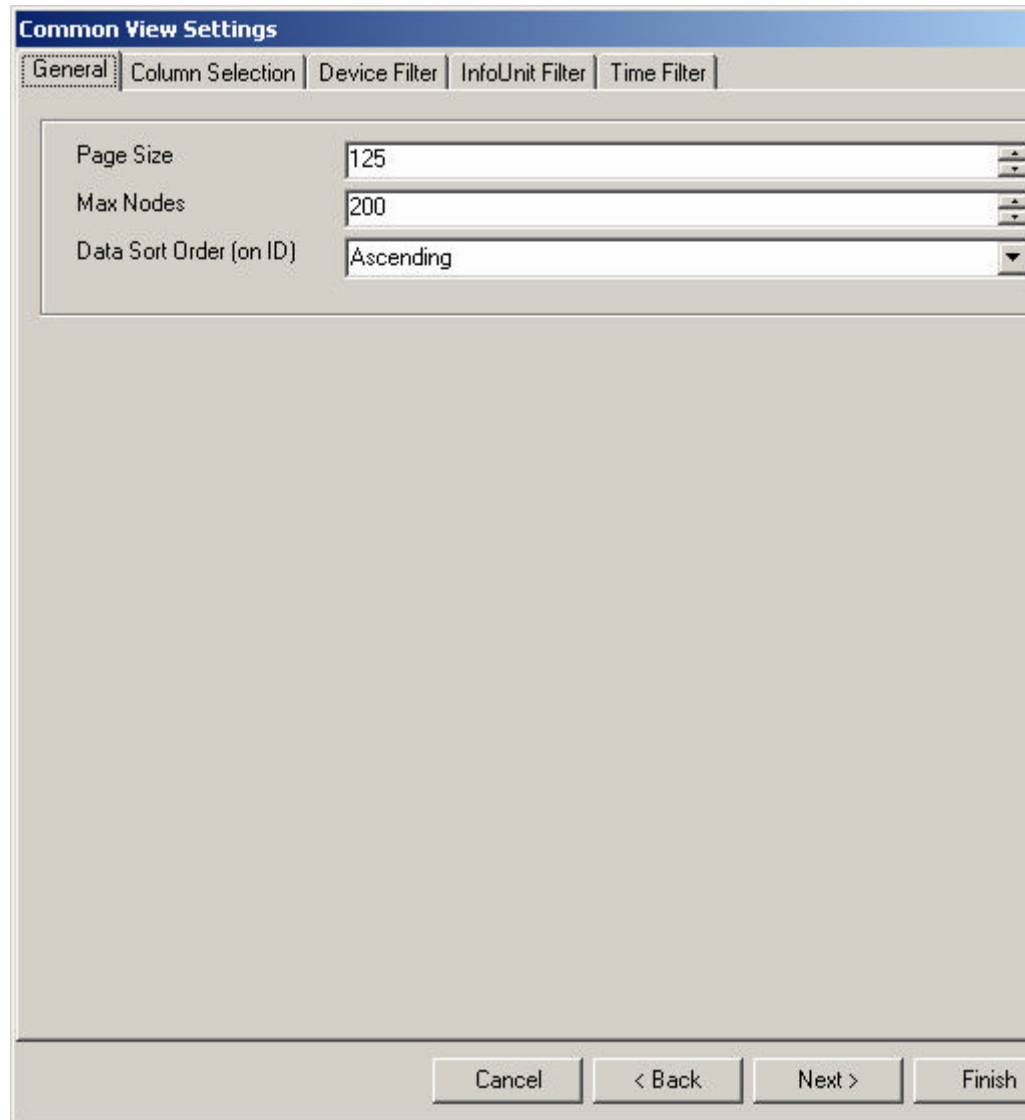 Common View Settings
General Column Selection Device Filter InfoUnit Filter Time Filter
Page Size 125
Max Nodes 200
Data Sort Order (on ID) Ascending
Cancel < Back Next > Finish